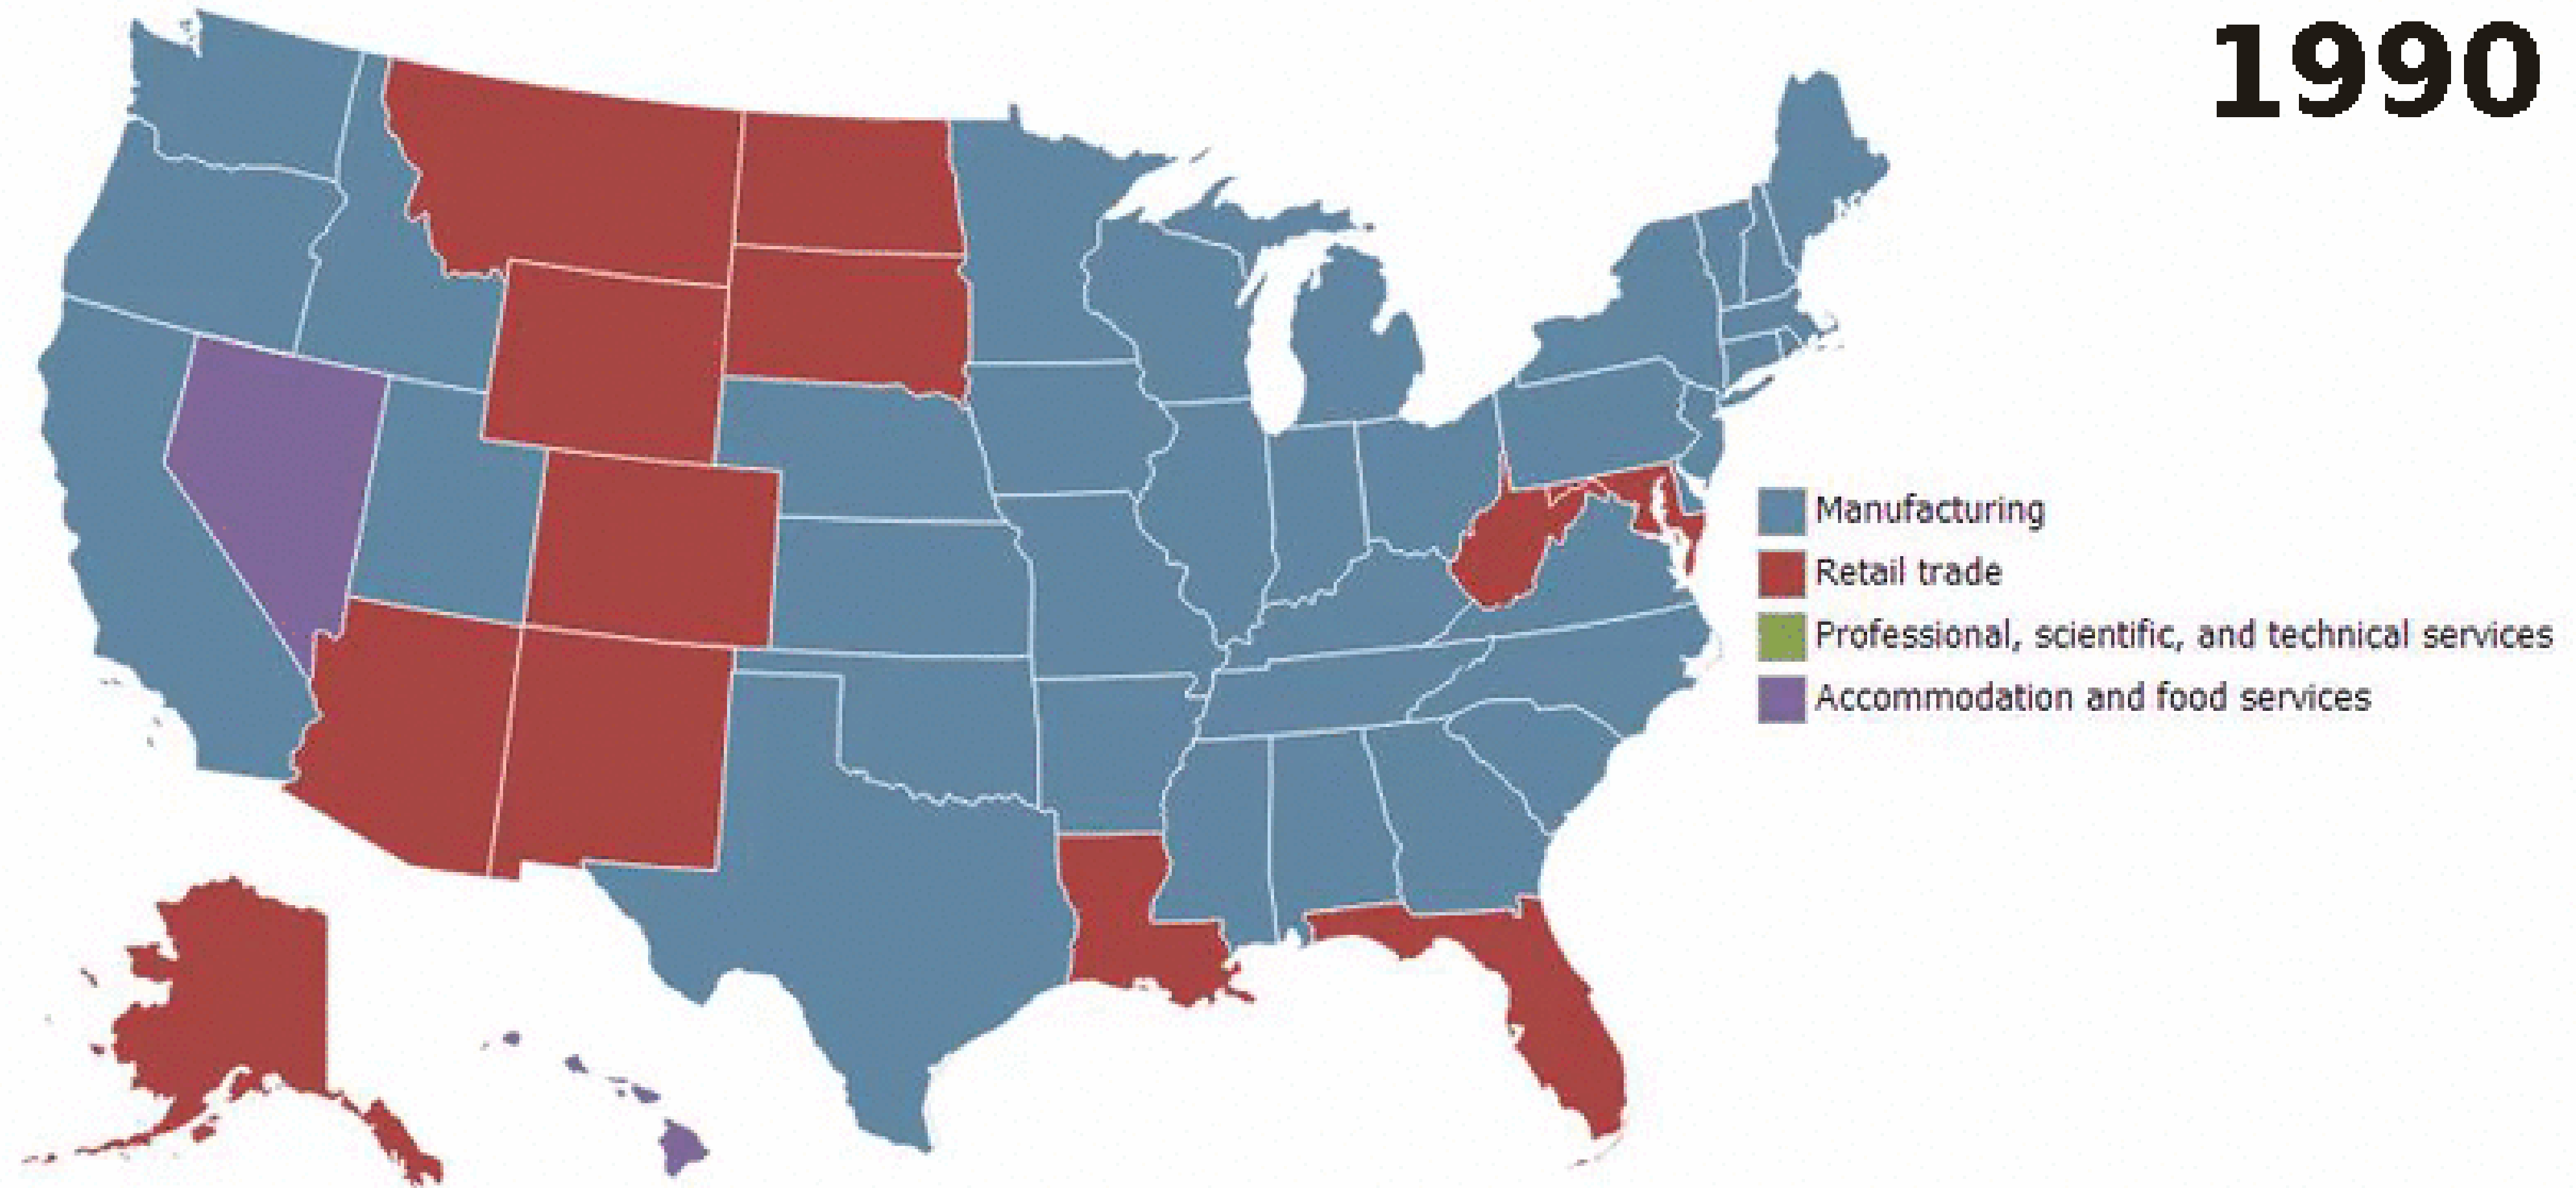 1990
Manufacturing
Retail trade
Professional, scientific, and technical services
Accommodation and food services